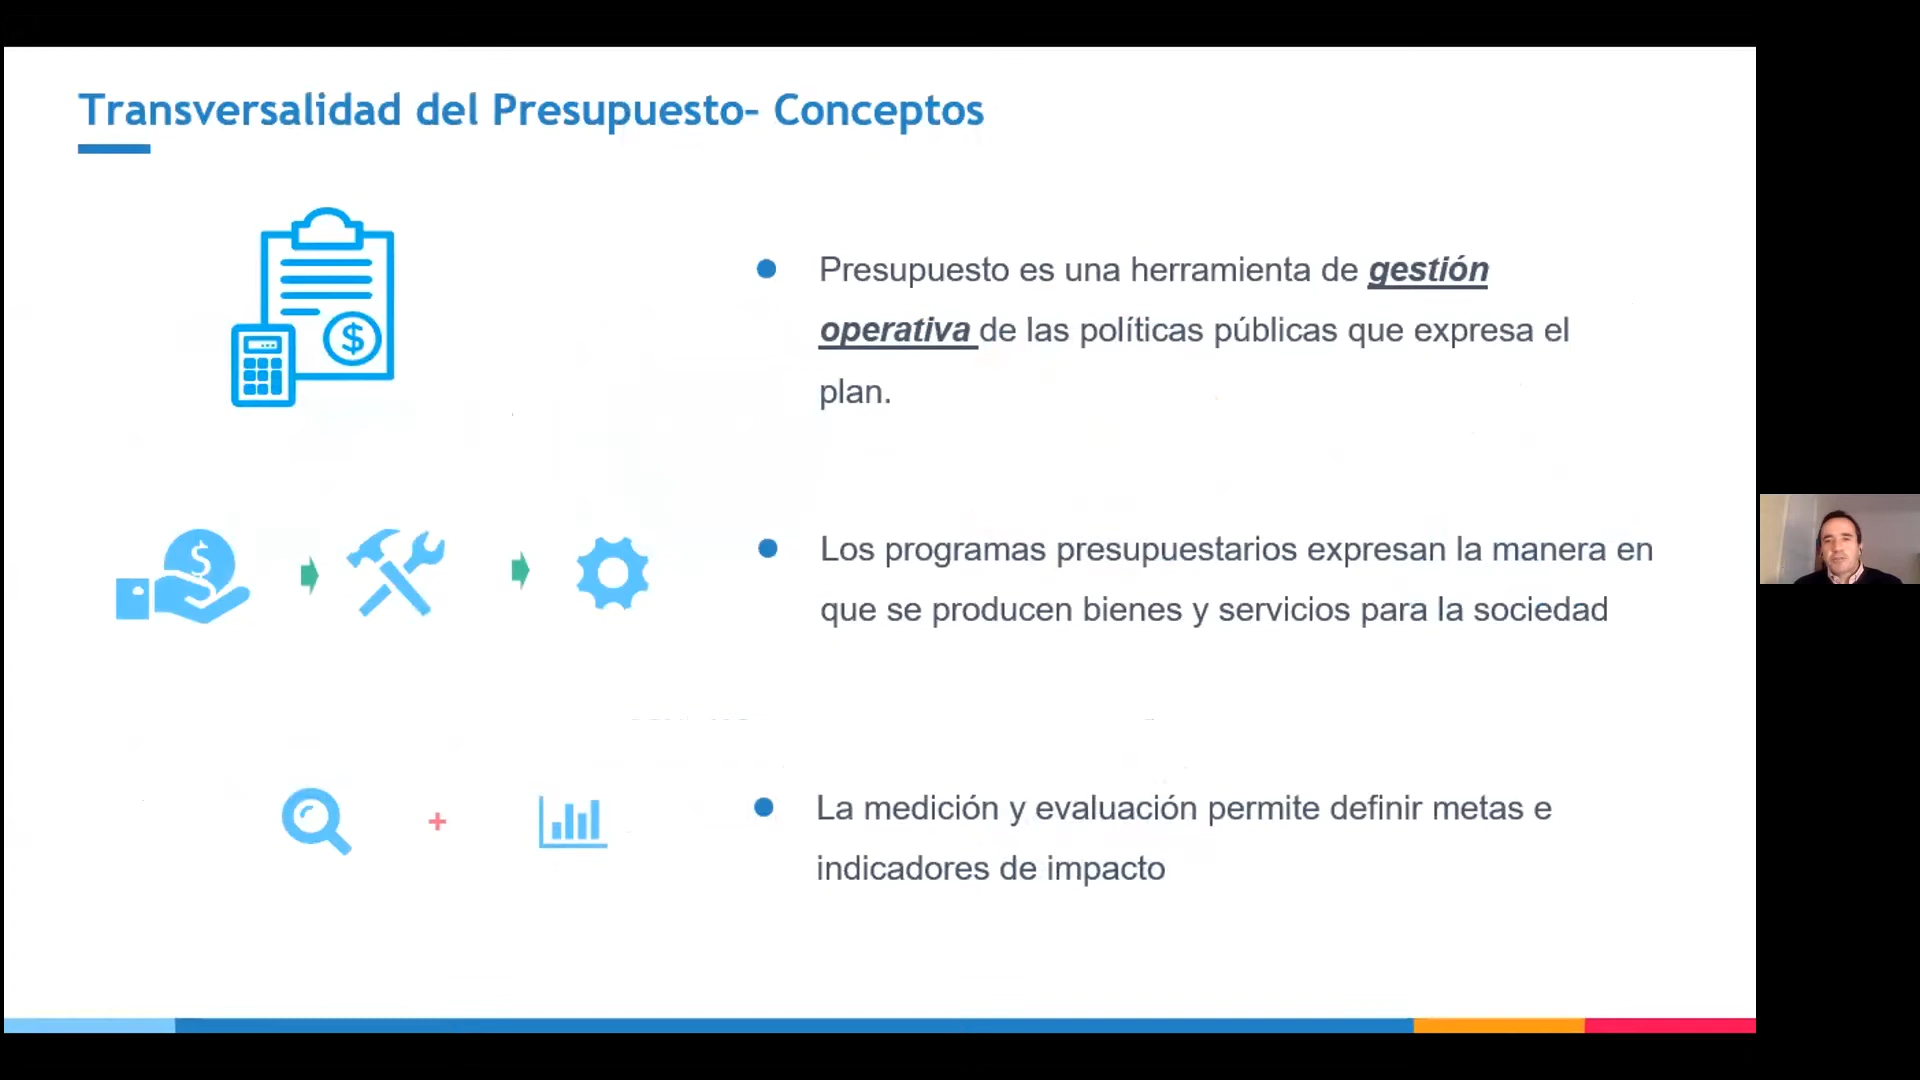 Transversalidad del Presupuesto- Conceptos
$
$
Presupuesto es una herramienta de gestión
operativa de las políticas públicas que expresa el
plan.
Los programas presupuestarios expresan la manera en
que se producen bienes y servicios para la sociedad
+
La medición y evaluación permite definir metas e
indicadores de impacto